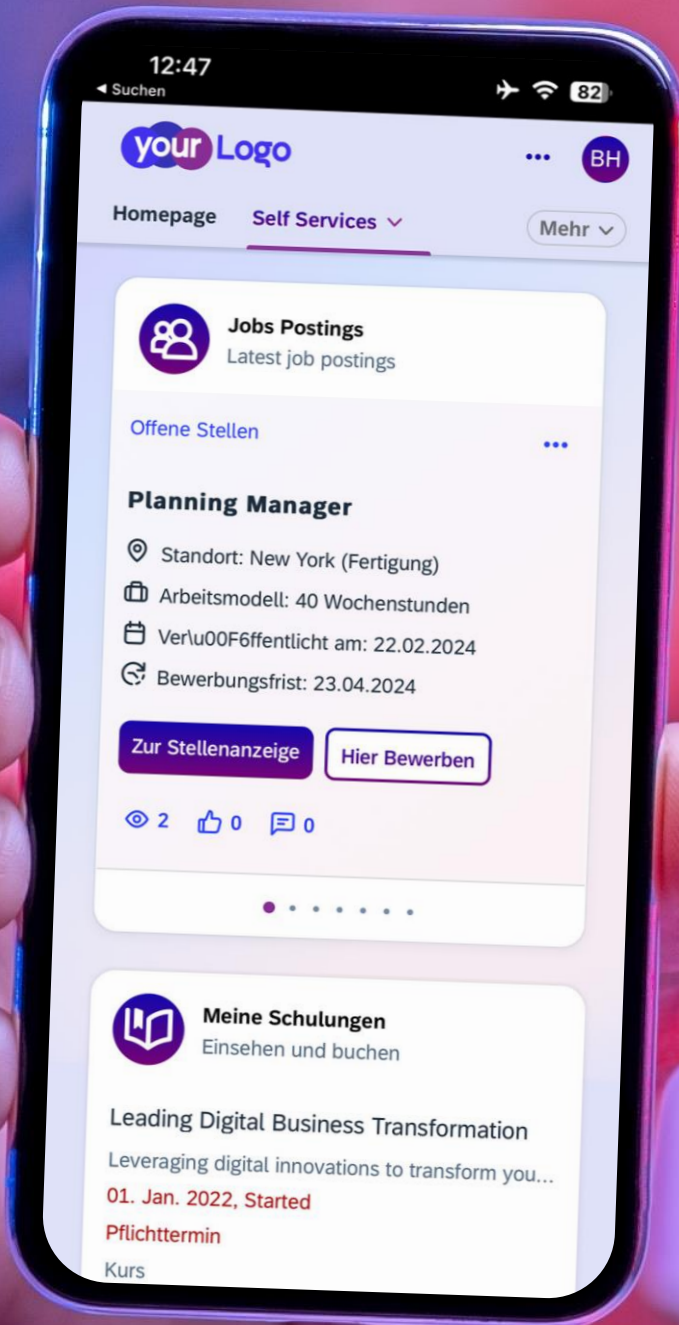 12:47
◀ Suchen
82
your Logo
BH
Homepage
Self Services
Mehr
Jobs Postings
Latest job postings
Offene Stellen
Planning Manager
Standort: New York (Fertigung)
Arbeitsmodell: 40 Wochenstunden
Ver\u00F6ffentlicht am: 22.02.2024
Bewerbungsfrist: 23.04.2024
Zur Stellenanzeige
Hier Bewerben
2
0
0
Meine Schulungen
Einsehen und buchen
Leading Digital Business Transformation
Leveraging digital innovations to transform you...
01. Jan. 2022, Started
Pflichttermin
Kurs